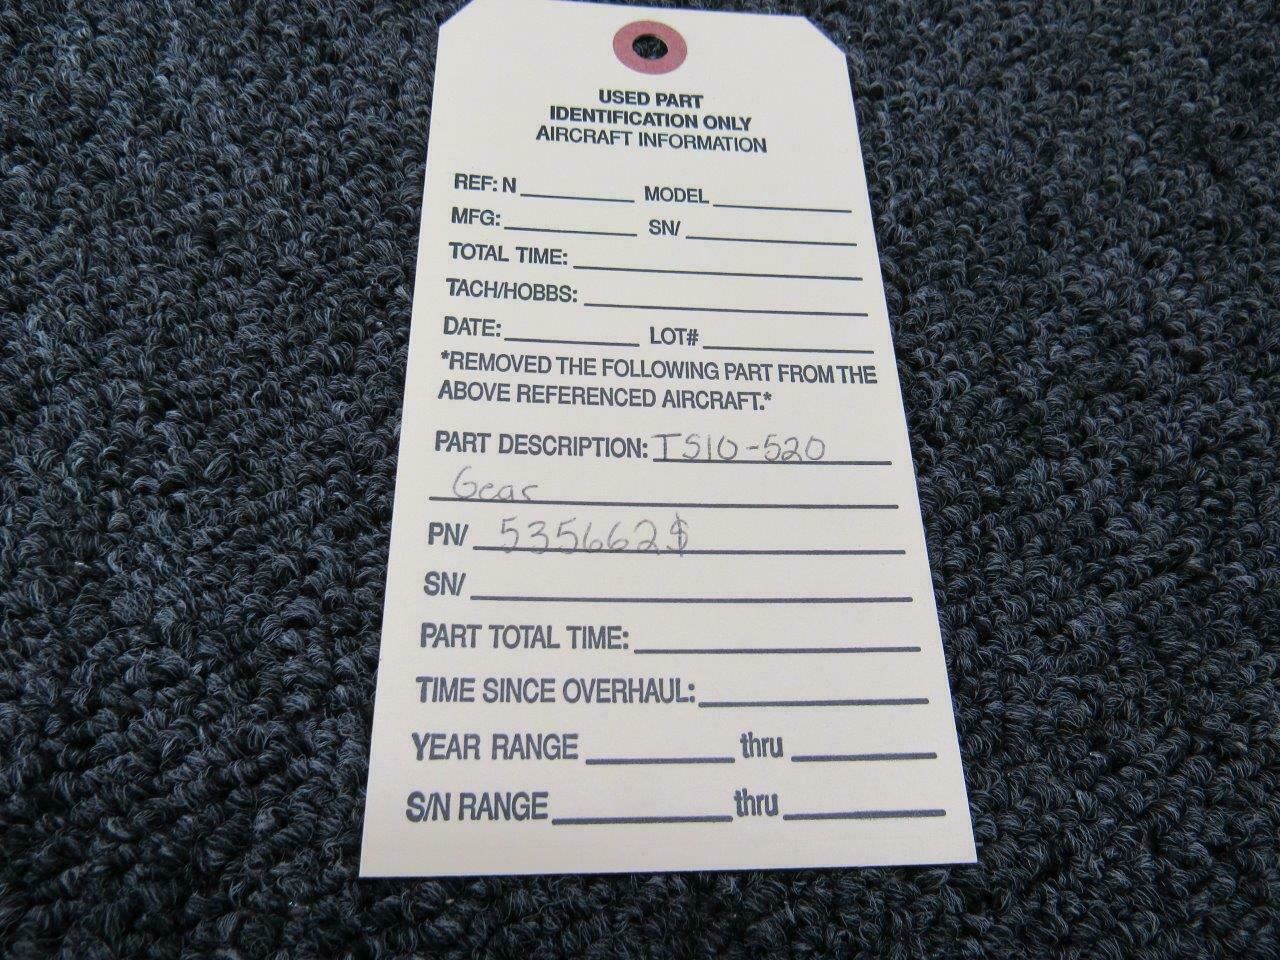 USED PART
IDENTIFICATION ONLY
AIRCRAFT INFORMATION
REF: N MODEL
MFG: SN/
TOTAL TIME:
TACH/HOBBS:
DATE: LOT#
*REMOVED THE FOLLOWING PART FROM THE
ABOVE REFERENCED AIRCRAFT.*
PART DESCRIPTION: TSIO-520
Gear
PN/ 535662$
SN/
PART TOTAL TIME:
TIME SINCE OVERHAUL:
YEAR RANGE thru
S/N RANGE thru